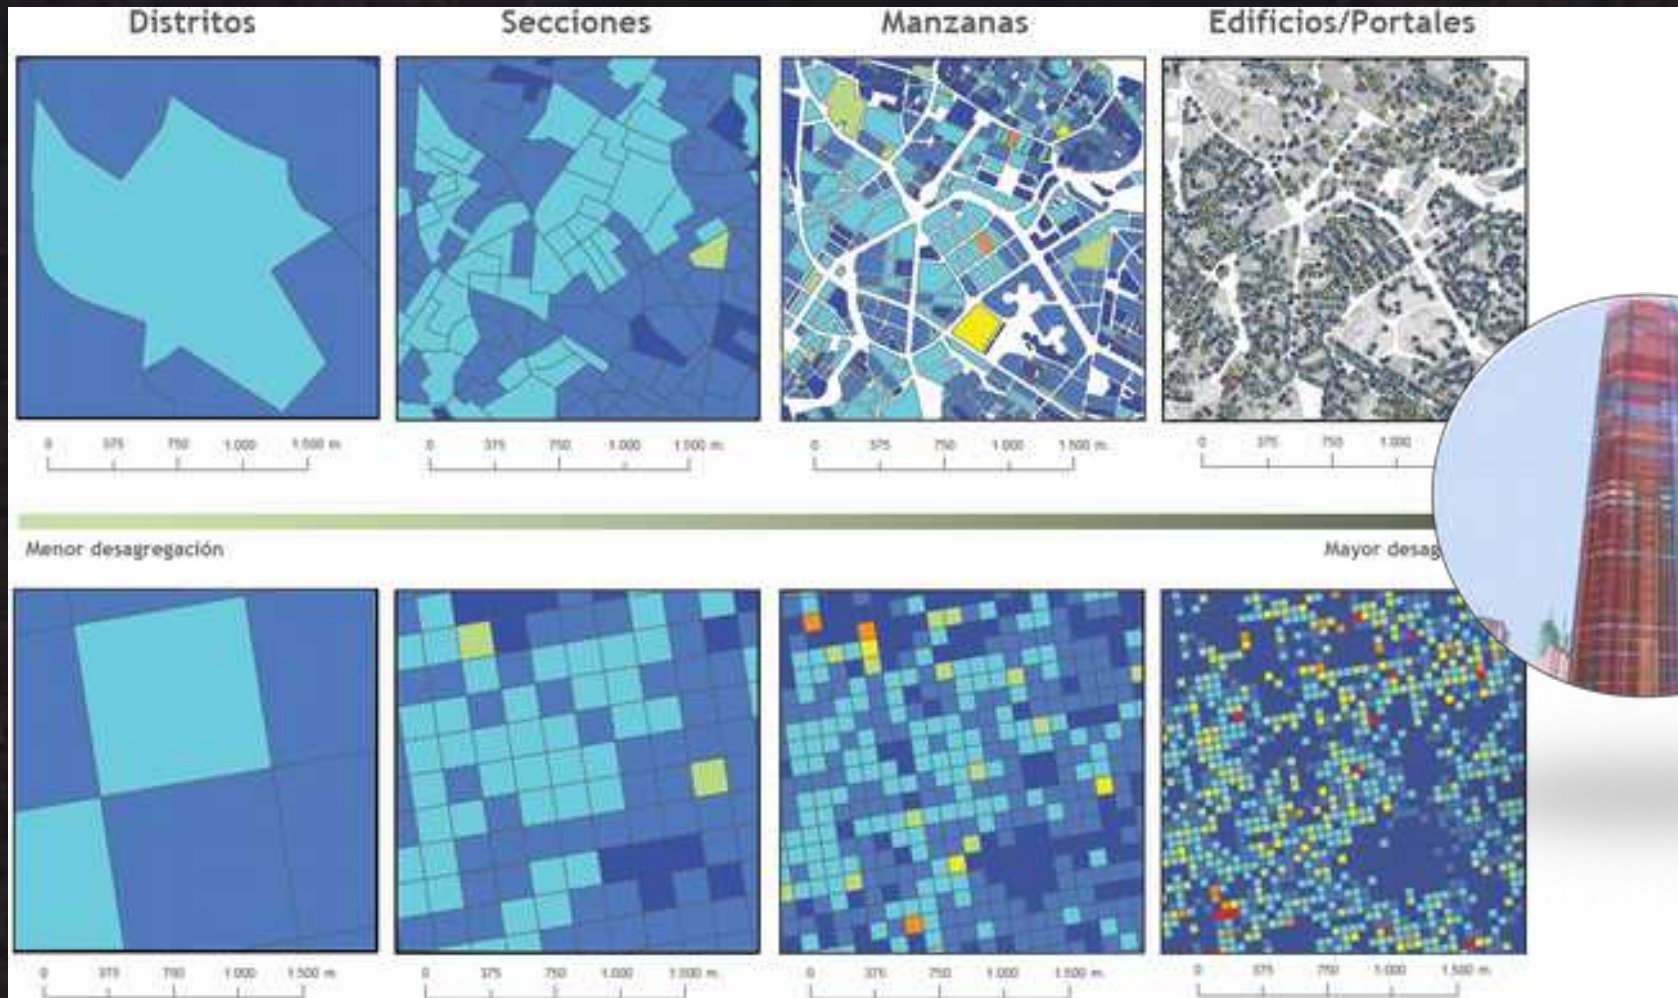 Distritos Secciones Manzanas Edificios/Portales
0 375 750 1.000 1.500 m. 0 375 750 1.000 1.500 m. 0 375 750 1.000 1.500 m. 0 375 750 1.000
Menor desagregación Mayor desag
0 375 750 1.000 1.500 m. 0 375 750 1.000 1.500 m. 0 375 750 1.000 1.500 m. 0 375 750 1.000 1.500 m.